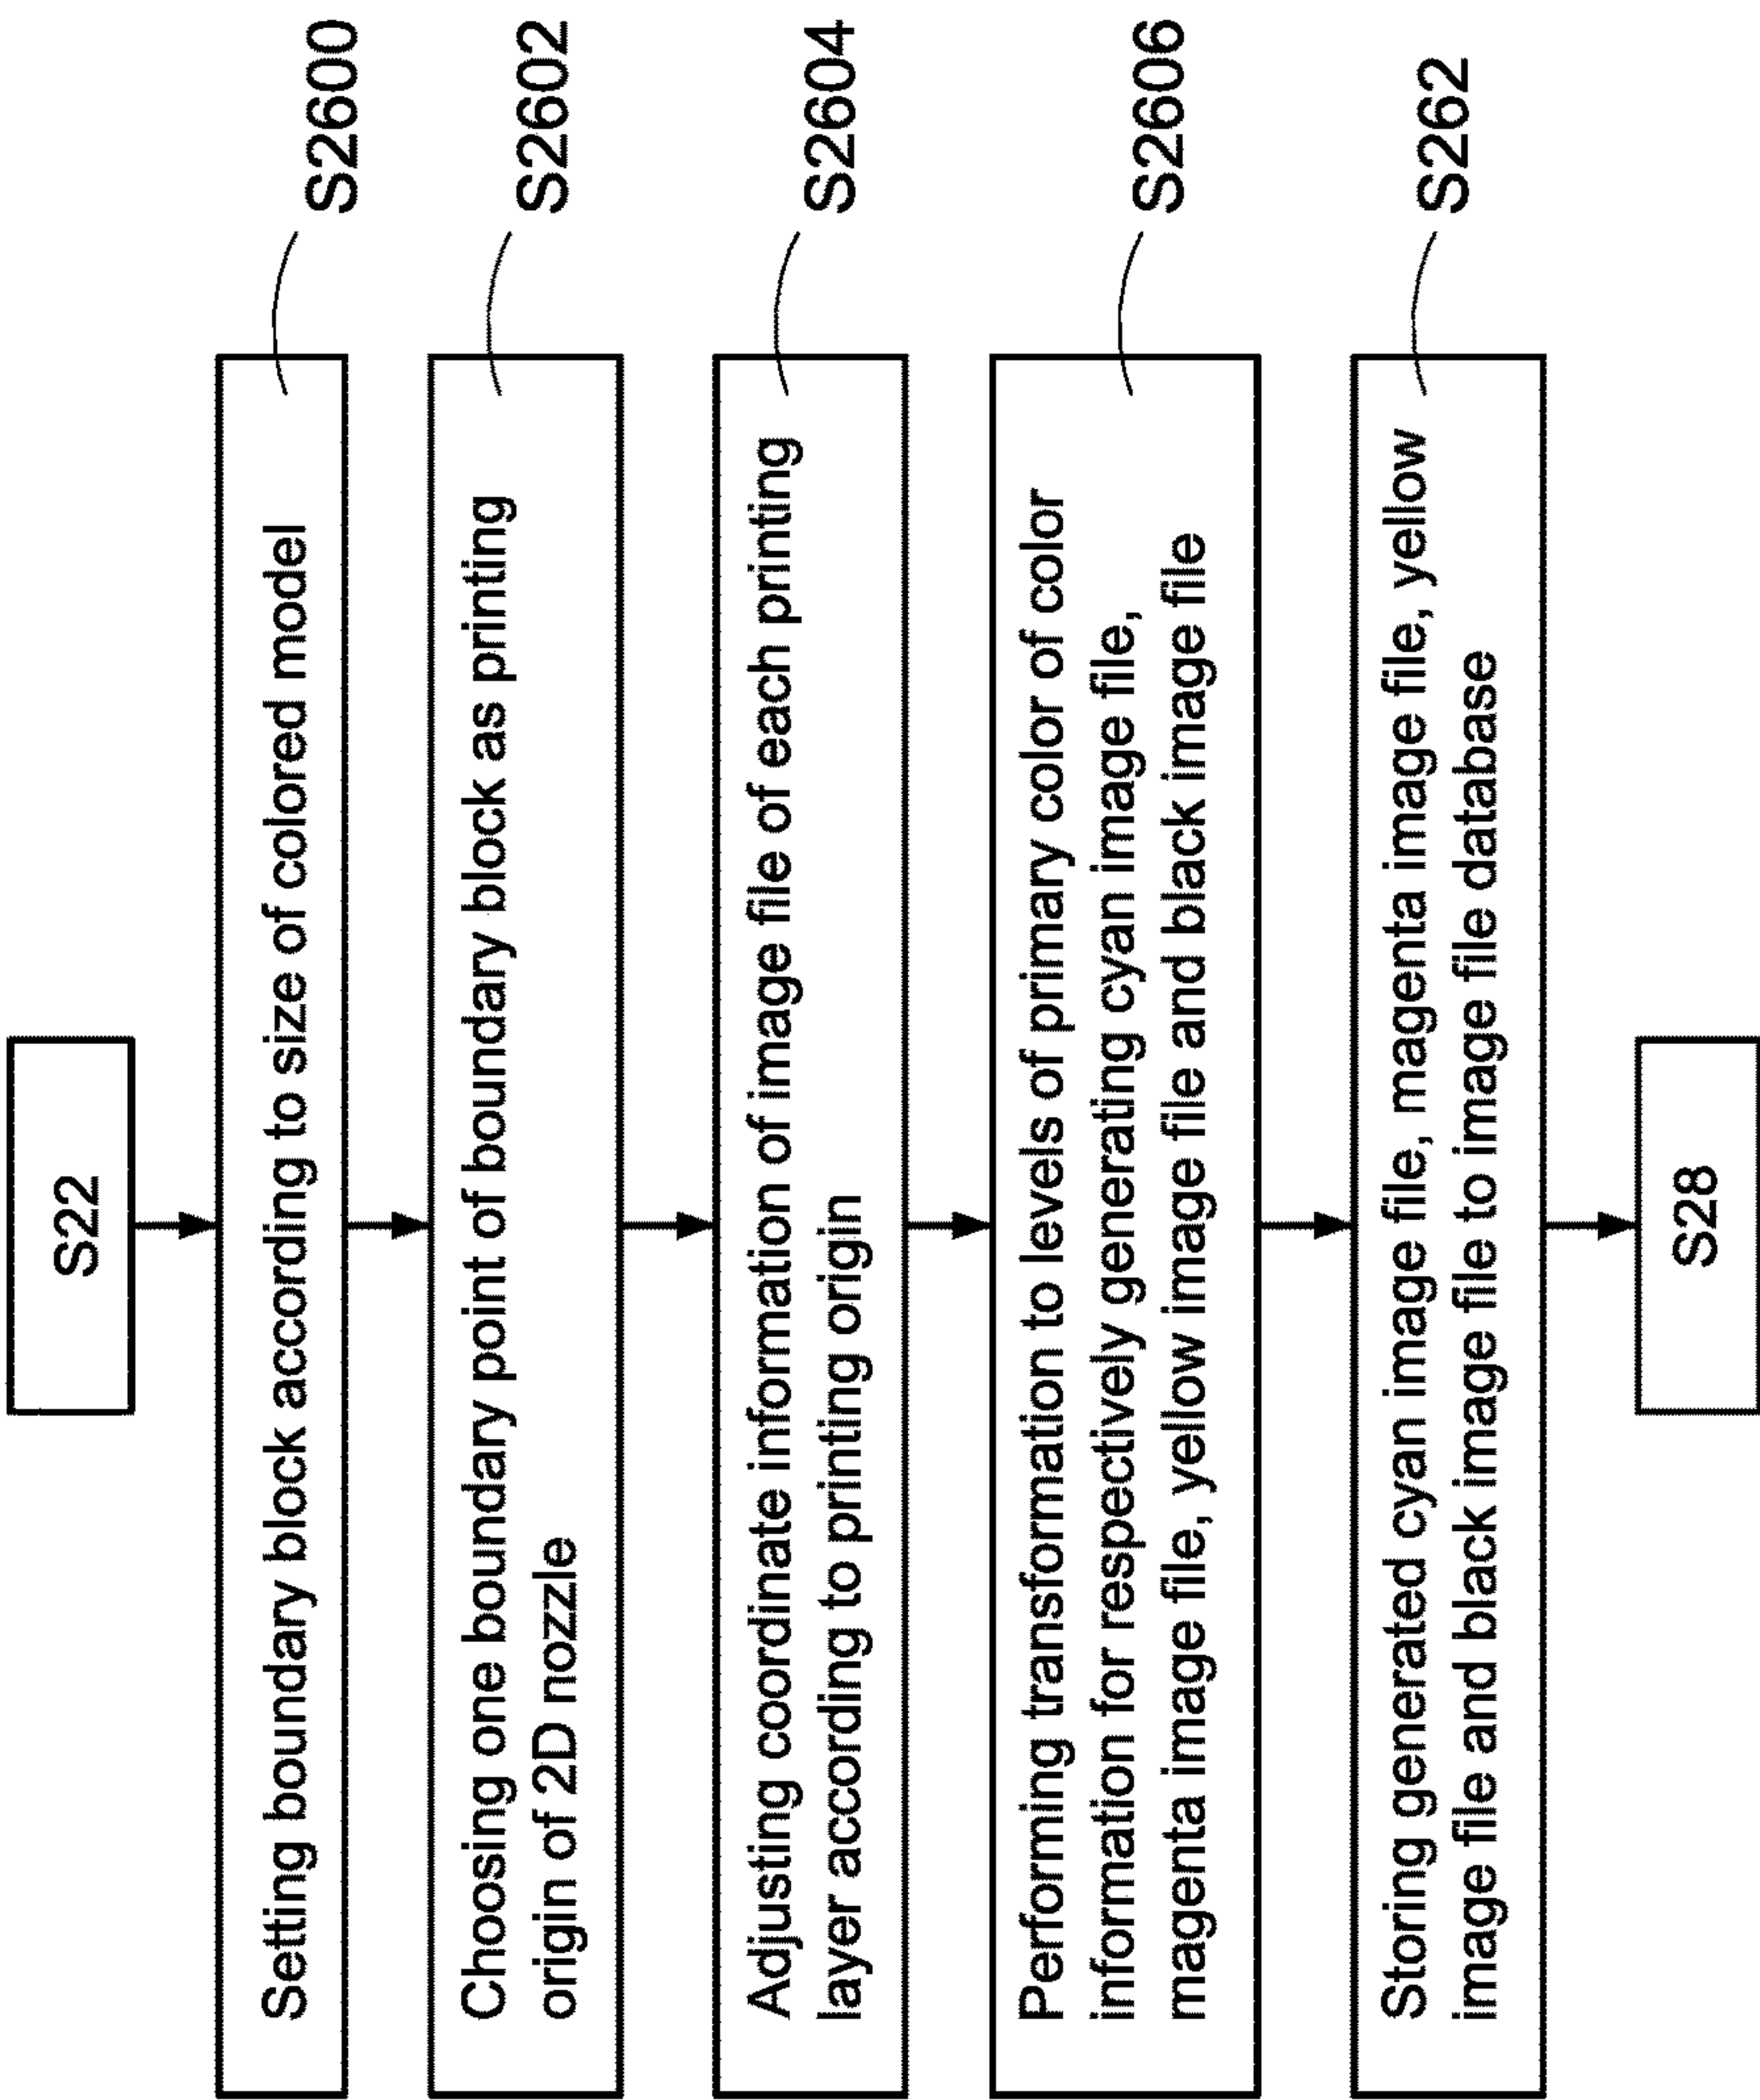 S22
Setting boundary block according to size of colored model
S2600
Choosing one boundary point of boundary block as printing
origin of 2D nozzle
S2602
Adjusting coordinate information of image file of each printing
layer according to printing origin
S2604
Performing transformation to levels of primary color of color
information for respectively generating cyan image file,
magenta image file, yellow image file and black image file
S2606
Storing generated cyan image file, magenta image file, yellow
image file and black image file to image file database
S262
S28